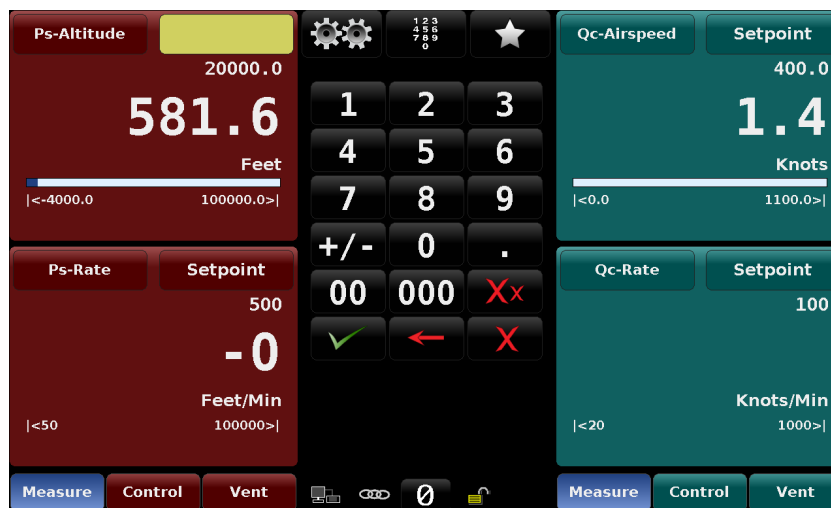 Ps-Altitude
20000.0
581.6
Feet
|<-4000.0 100000.0>|
Ps-Rate Setpoint
500
-0
Feet/Min
|<50 100000>|
Measure Control Vent
1 2 3
4 5 6
7 8 9
0
1 2 3
4 5 6
7 8 9
+/- 0 .
00 000 Xx
X
0
Qc-Airspeed Setpoint
400.0
1.4
Knots
|<0.0 1100.0>|
Qc-Rate Setpoint
100
Knots/Min
|<20 1000>|
Measure Control Vent